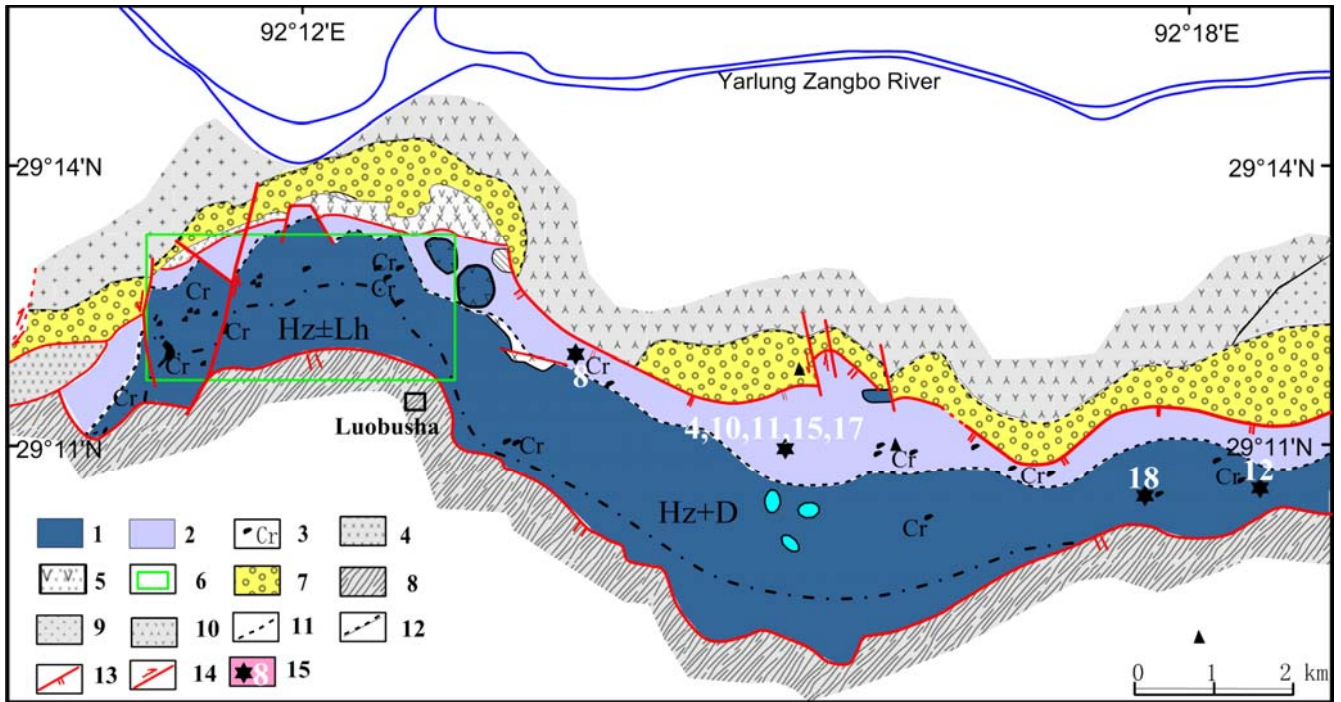 92°12'E
92°18'E
Yarlung Zangbo River
29°14'N
29°14'N
Cr
Cr
Cr
Cr
Hz±Lh
Cr
Cr
8
Cr
Luobusha
4,10,11,15,17
29°11'N
29°11'N
Cr
Cr
Cr
18
Cr
12
Hz+D
Cr
1
2
Cr
3
4
5
6
7
8
9
10
11
12
13
14
8
15
0 1 2 km